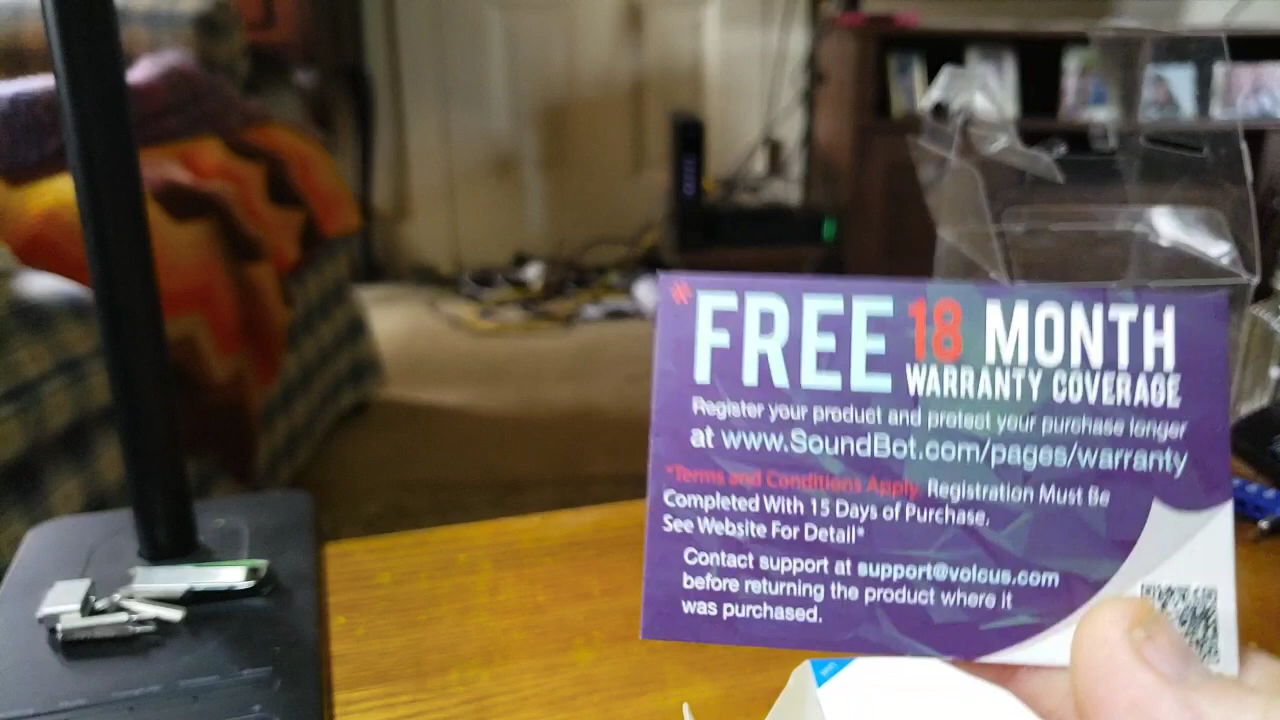 *FREE 18 MONTH
WARRANTY COVERAGE
Register your product and protect your purchase longer
at www.SoundBot.com/pages/warranty
*Terms and Conditions Apply. Registration Must Be
Completed With 15 Days of Purchase.
See Website For Detail*
Contact support at support@volcus.com
before returning the product where it
was purchased.